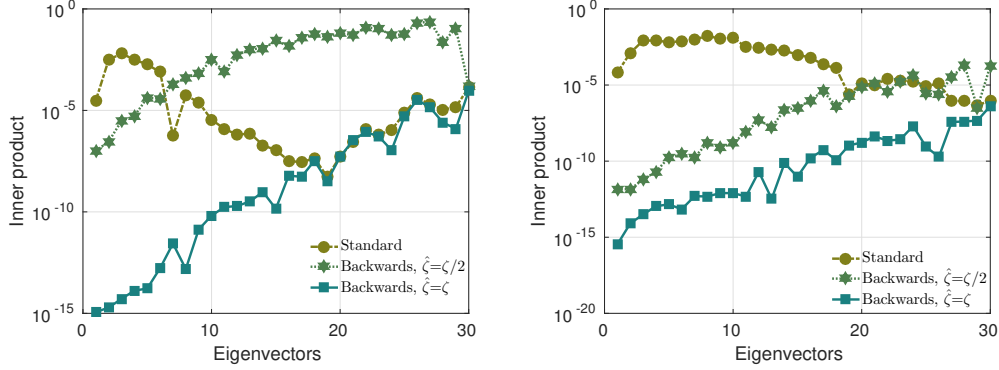 10^0
10^-5
10^-10
10^-15
0
10
20
30
Inner product
Eigenvectors
Standard
Backwards, ζ̂=ζ/2
Backwards, ζ̂=ζ
10^0
10^-5
10^-10
10^-15
10^-20
0
10
20
30
Inner product
Eigenvectors
Standard
Backwards, ζ̂=ζ/2
Backwards, ζ̂=ζ